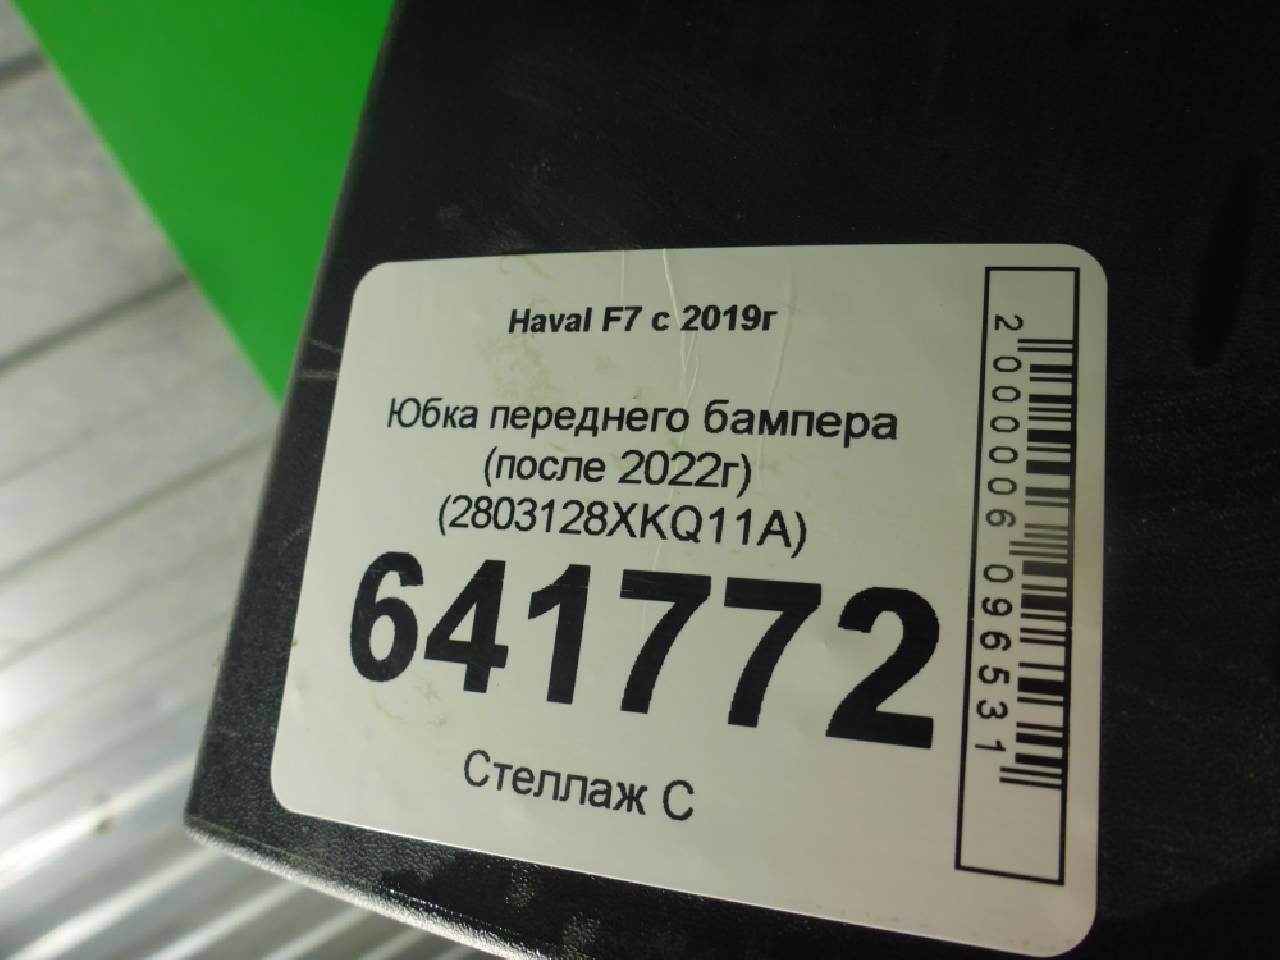 Haval F7 с 2019г
Юбка переднего бампера
(после 2022г)
(2803128XKQ11A)
641772
Стеллаж С
2 000006 096531